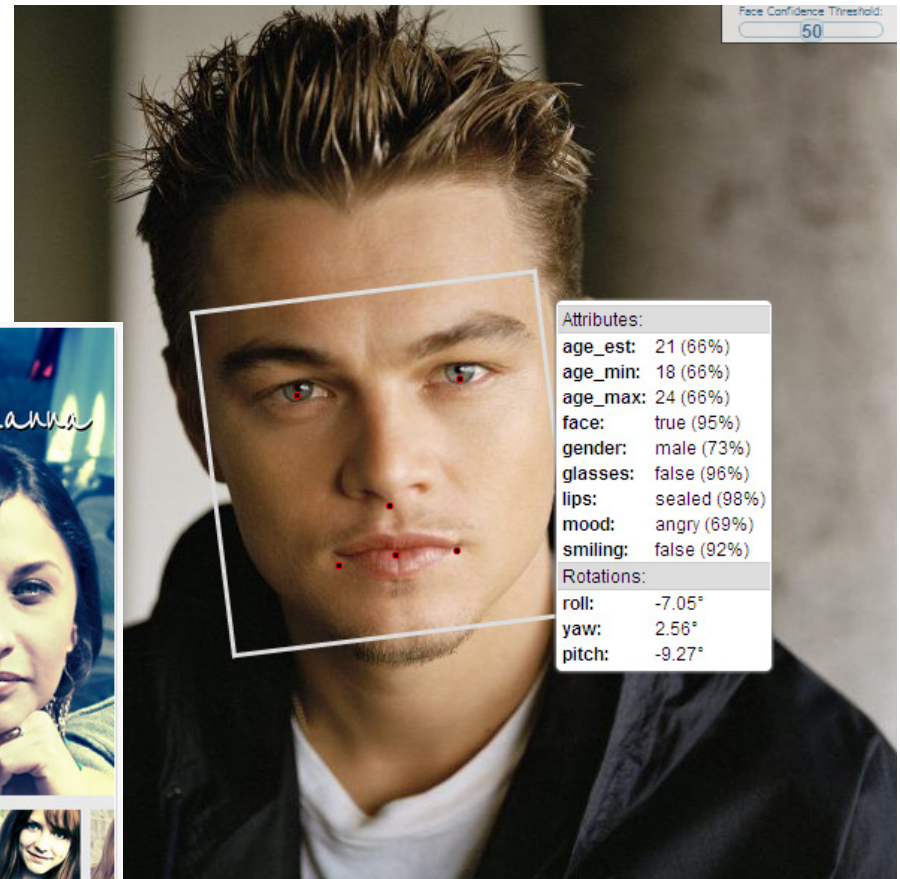 Face Confidence Threshold:
50
Attributes:
age_est: 21 (66%)
age_min: 18 (66%)
age_max: 24 (66%)
face: true (95%)
gender: male (73%)
glasses: false (96%)
lips: sealed (98%)
mood: angry (69%)
smiling: false (92%)
Rotations:
roll: -7.05°
yaw: 2.56°
pitch: -9.27°
anna